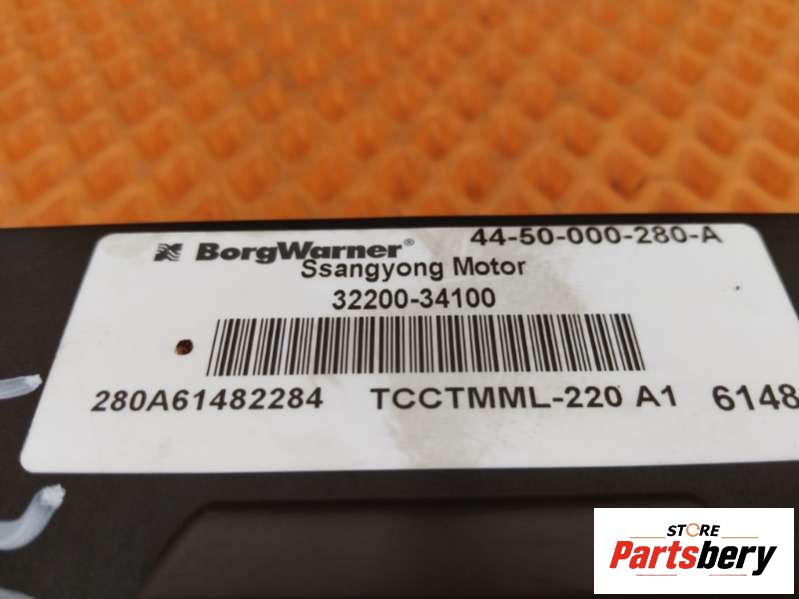 BorgWarner® 44-50-000-280-A
Ssangyong Motor
32200-34100
280A61482284 TCCTMML-220 A1 6148
STORE
Partsbery